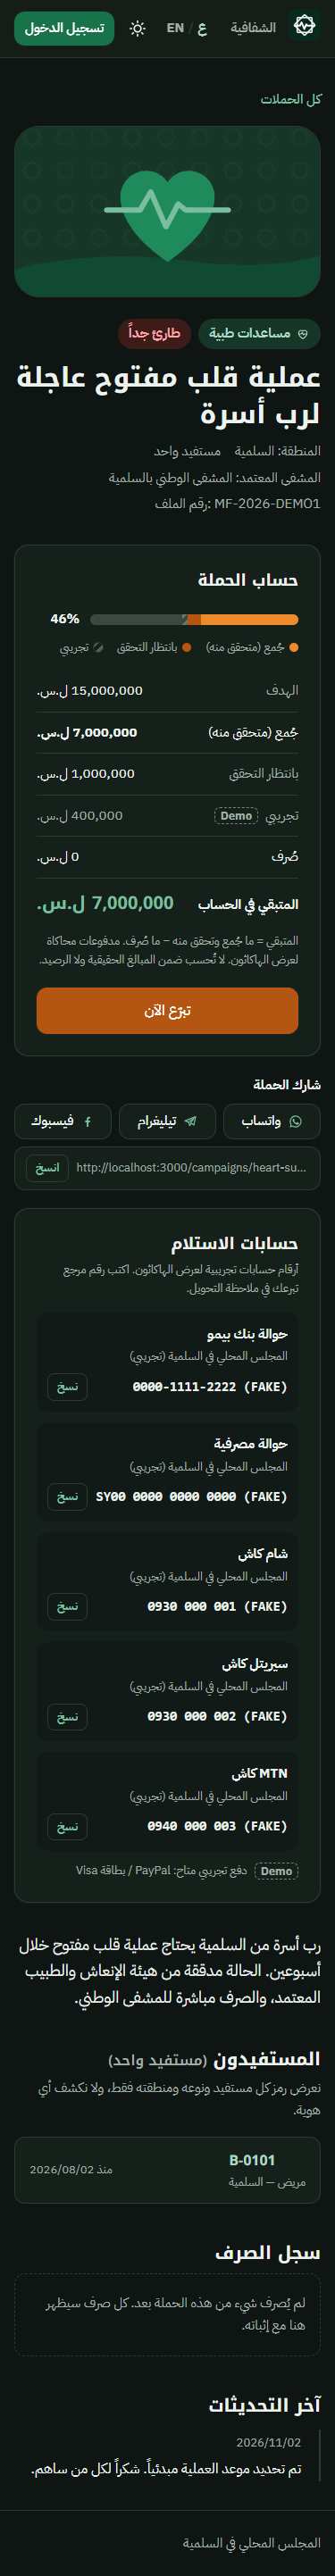 الشفافية
ع / EN
تسجيل الدخول
كل الحملات
مساعدات طبية
طارئ جداً
عملية قلب مفتوح عاجلة
لرب أسرة
المنطقة: السلمية مستفيد واحد
المشفى المعتمد: المشفى الوطني بالسلمية
رقم الملف: MF-2026-DEMO1
حساب الحملة
46%
جُمع (متحقق منه)
بانتظار التحقق
تجريبي
الهدف 15,000,000 ل.س.
جُمع (متحقق منه) 7,000,000 ل.س.
بانتظار التحقق 1,000,000 ل.س.
تجريبي Demo 400,000 ل.س.
صُرف 0 ل.س.
المتبقي في الحساب 7,000,000 ل.س.
المتبقي = ما جُمع وتحقق منه − ما صُرف. مدفوعات محاكاة
لعرض الهاكاثون. لا تُحسب ضمن المبالغ الحقيقية ولا الرصيد.
تبرّع الآن
شارك الحملة
واتساب
تيليغرام
فيسبوك
http://localhost:3000/campaigns/heart-su...
انسخ
حسابات الاستلام
أرقام حسابات تجريبية لعرض الهاكاثون. اكتب رقم مرجع
تبرعك في ملاحظة التحويل.
حوالة بنك بيمو
المجلس المحلي في السلمية (تجريبي)
0000-1111-2222 (FAKE)
نسخ
حوالة مصرفية
المجلس المحلي في السلمية (تجريبي)
SY00 0000 0000 0000 (FAKE)
نسخ
شام كاش
المجلس المحلي في السلمية (تجريبي)
0930 000 001 (FAKE)
نسخ
سيريتل كاش
المجلس المحلي في السلمية (تجريبي)
0930 000 002 (FAKE)
نسخ
MTN كاش
المجلس المحلي في السلمية (تجريبي)
0940 000 003 (FAKE)
نسخ
Demo دفع تجريبي متاح: PayPal / بطاقة Visa
رب أسرة من السلمية يحتاج عملية قلب مفتوح خلال
أسبوعين. الحالة مدققة من هيئة الإنعاش والطبيب
المعتمد، والصرف مباشرة للمشفى الوطني.
المستفيدون (مستفيد واحد)
نعرض رمز كل مستفيد ونوعه ومنطقته فقط، ولا نكشف أي
هوية.
B-0101
مريض — السلمية
منذ 2026/08/02
سجل الصرف
لم يُصرف شيء من هذه الحملة بعد. كل صرف سيظهر
هنا مع إثباته.
آخر التحديثات
2026/11/02
تم تحديد موعد العملية مبدئياً. شكراً لكل من ساهم.
المجلس المحلي في السلمية